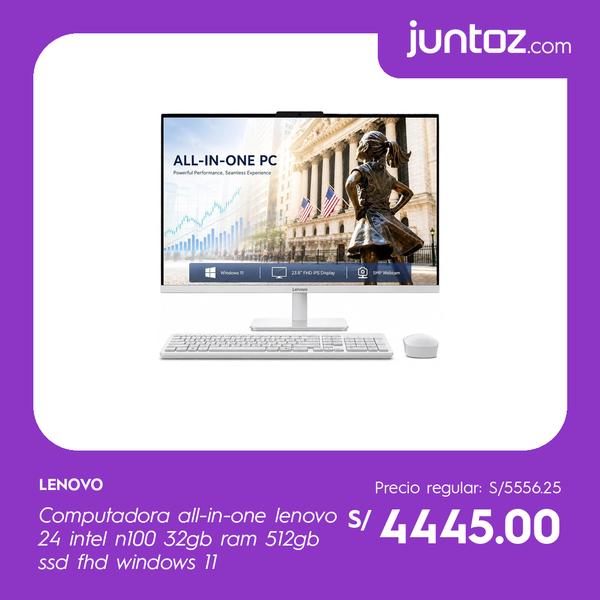 juntoz.com
ALL-IN-ONE PC
Powerful Performance, Seamless Experience
Windows 11
23.8" FHD IPS Display
5MP Webcam
Lenovo
LENOVO
Precio regular: S/5556.25
Computadora all-in-one lenovo
24 intel n100 32gb ram 512gb
ssd fhd windows 11
S/ 4445.00